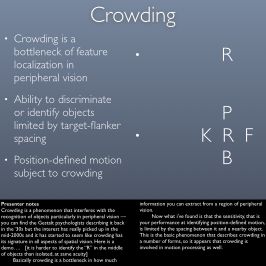 Crowding
• Crowding is a
bottleneck of feature
localization in
peripheral vision
• Ability to discriminate
or identify objects
limited by target-flanker
spacing
• Position-defined motion
subject to crowding
R
P
K R F
B
Presenter notes
Crowding is a phenomenon that interferes with the
recognition of objects particularly in peripheral vision —
you can find the Gestalt psychologists describing it back
in the '30s but the interest has really picked up in the
mid-2000s and it has started to seem like crowding has
its signature in all aspects of spatial vision. Here is a
demo.... [It is harder to identify the "R" in the middle
of objects than isolated, at same acuity]
Basically crowding is a bottleneck in how much
information you can extract from a region of peripheral
vision.
Now what I've found is that the sensitivity, that is
your performance at identifying position-defined motion,
is limited by the spacing between it and a nearby object.
This is the basic phenomenon that describes crowding in
a number of forms, so it appears that crowding is
involved in motion processing as well.